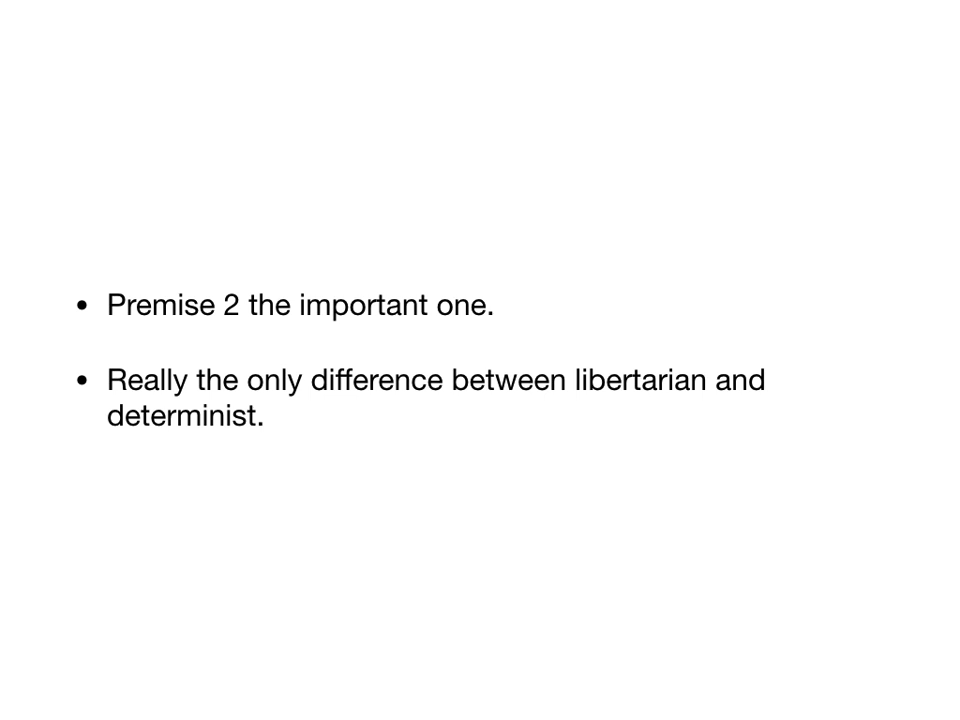 • Premise 2 the important one.
• Really the only difference between libertarian and
determinist.